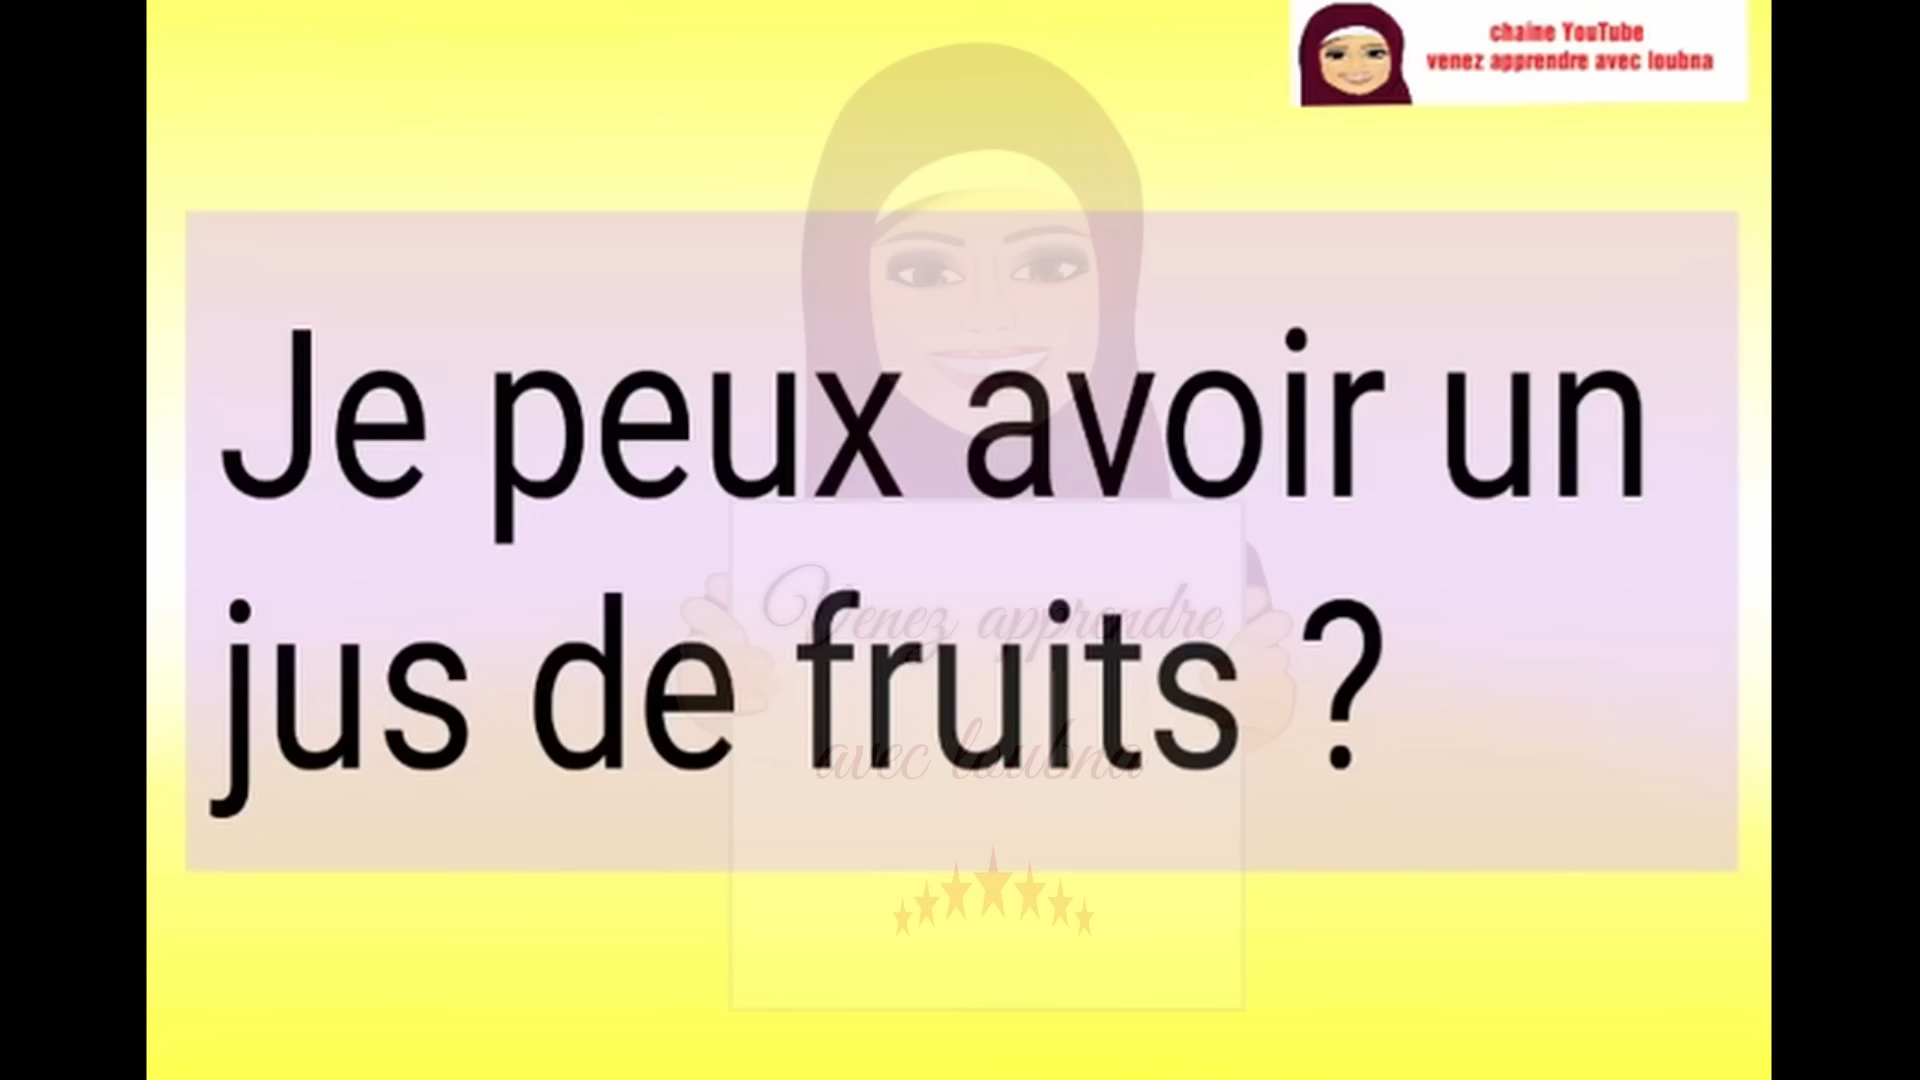 chaine YouTube
venez apprendre avec loubna
Je peux avoir un
jus de fruits ?
Venez apprendre
avec loubna